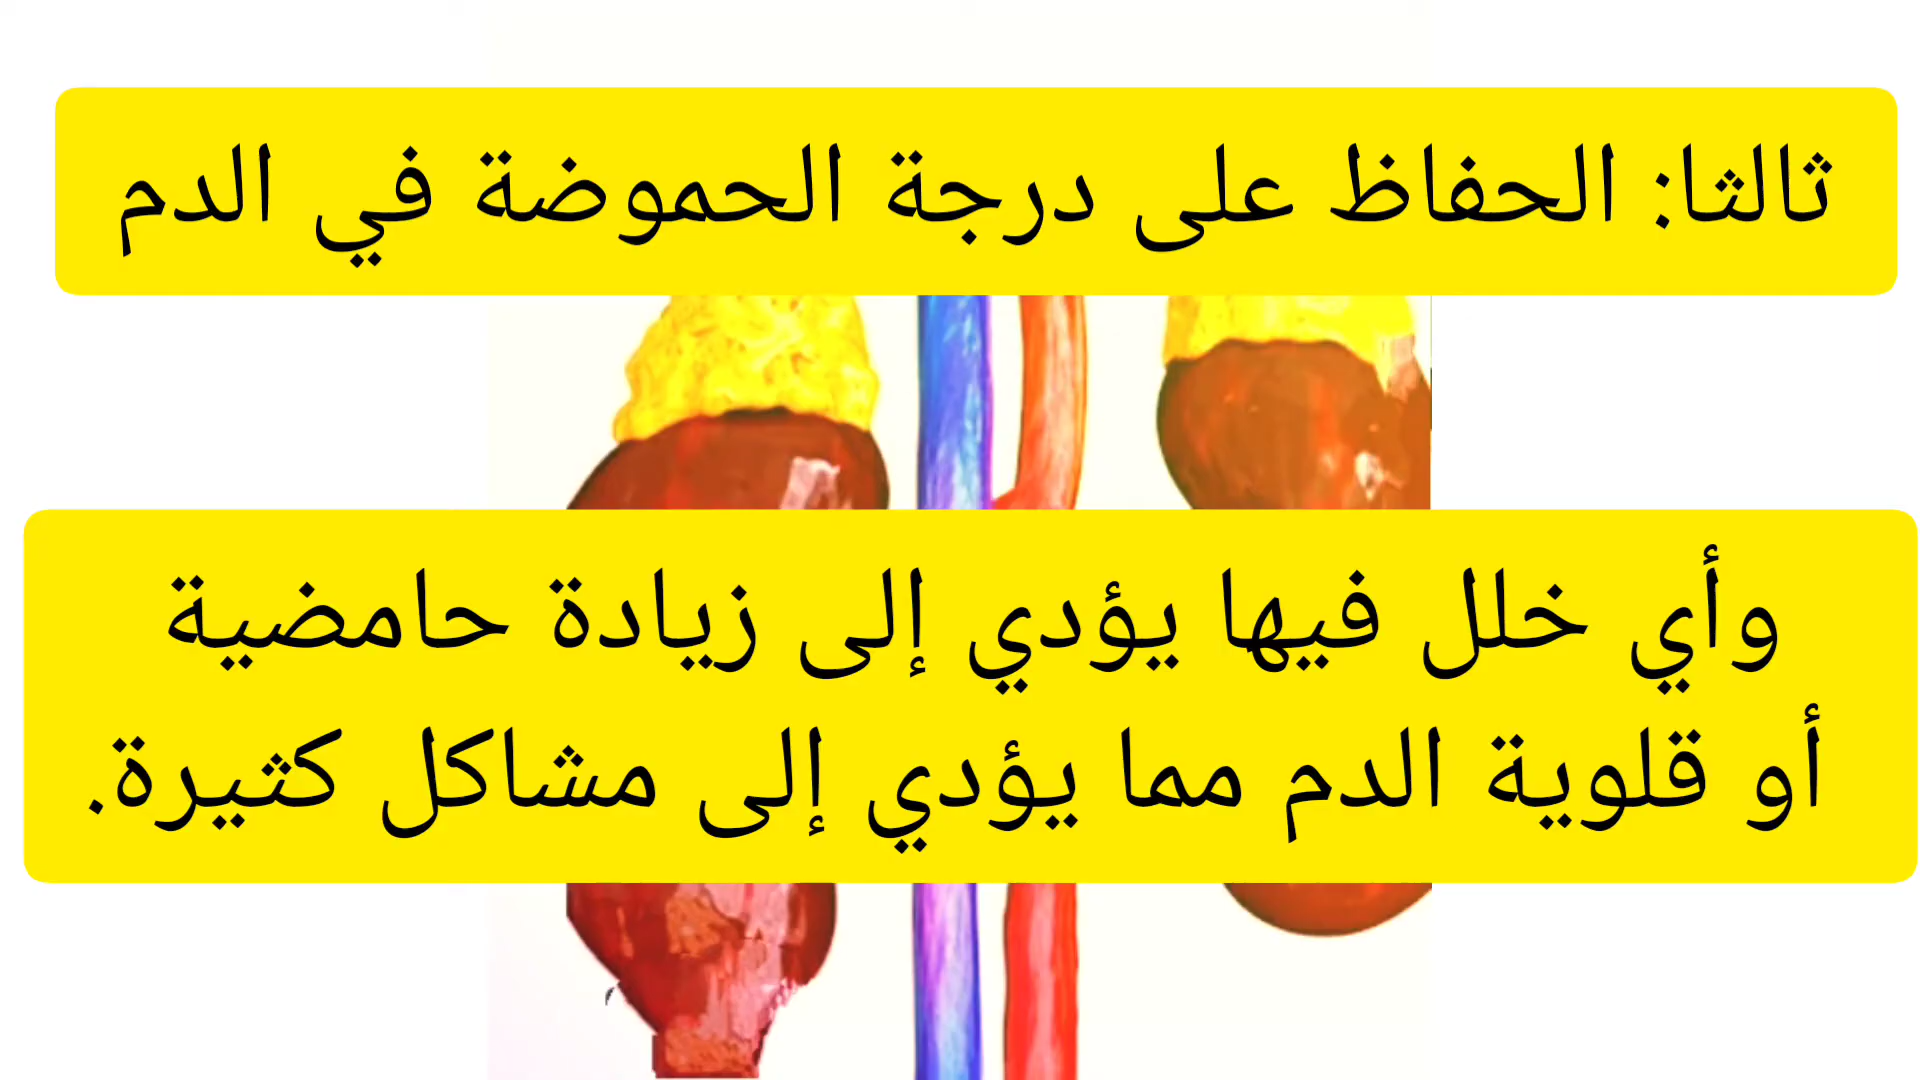 ثالثا: الحفاظ على درجة الحموضة في الدم
وأي خلل فيها يؤدي إلى زيادة حامضية
أو قلوية الدم مما يؤدي إلى مشاكل كثيرة.